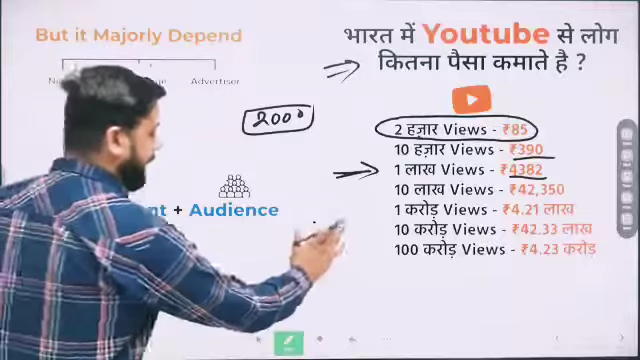 But it Majorly Depend
Advertiser
nt + Audience
2000
भारत में Youtube से लोग
कितना पैसा कमाते है ?
2 हज़ार Views - ₹85
10 हज़ार Views - ₹390
1 लाख Views - ₹4382
10 लाख Views - ₹42,350
1 करोड़ Views - ₹4.21 लाख
10 करोड़ Views - ₹42.33 लाख
100 करोड़ Views - ₹4.23 करोड़